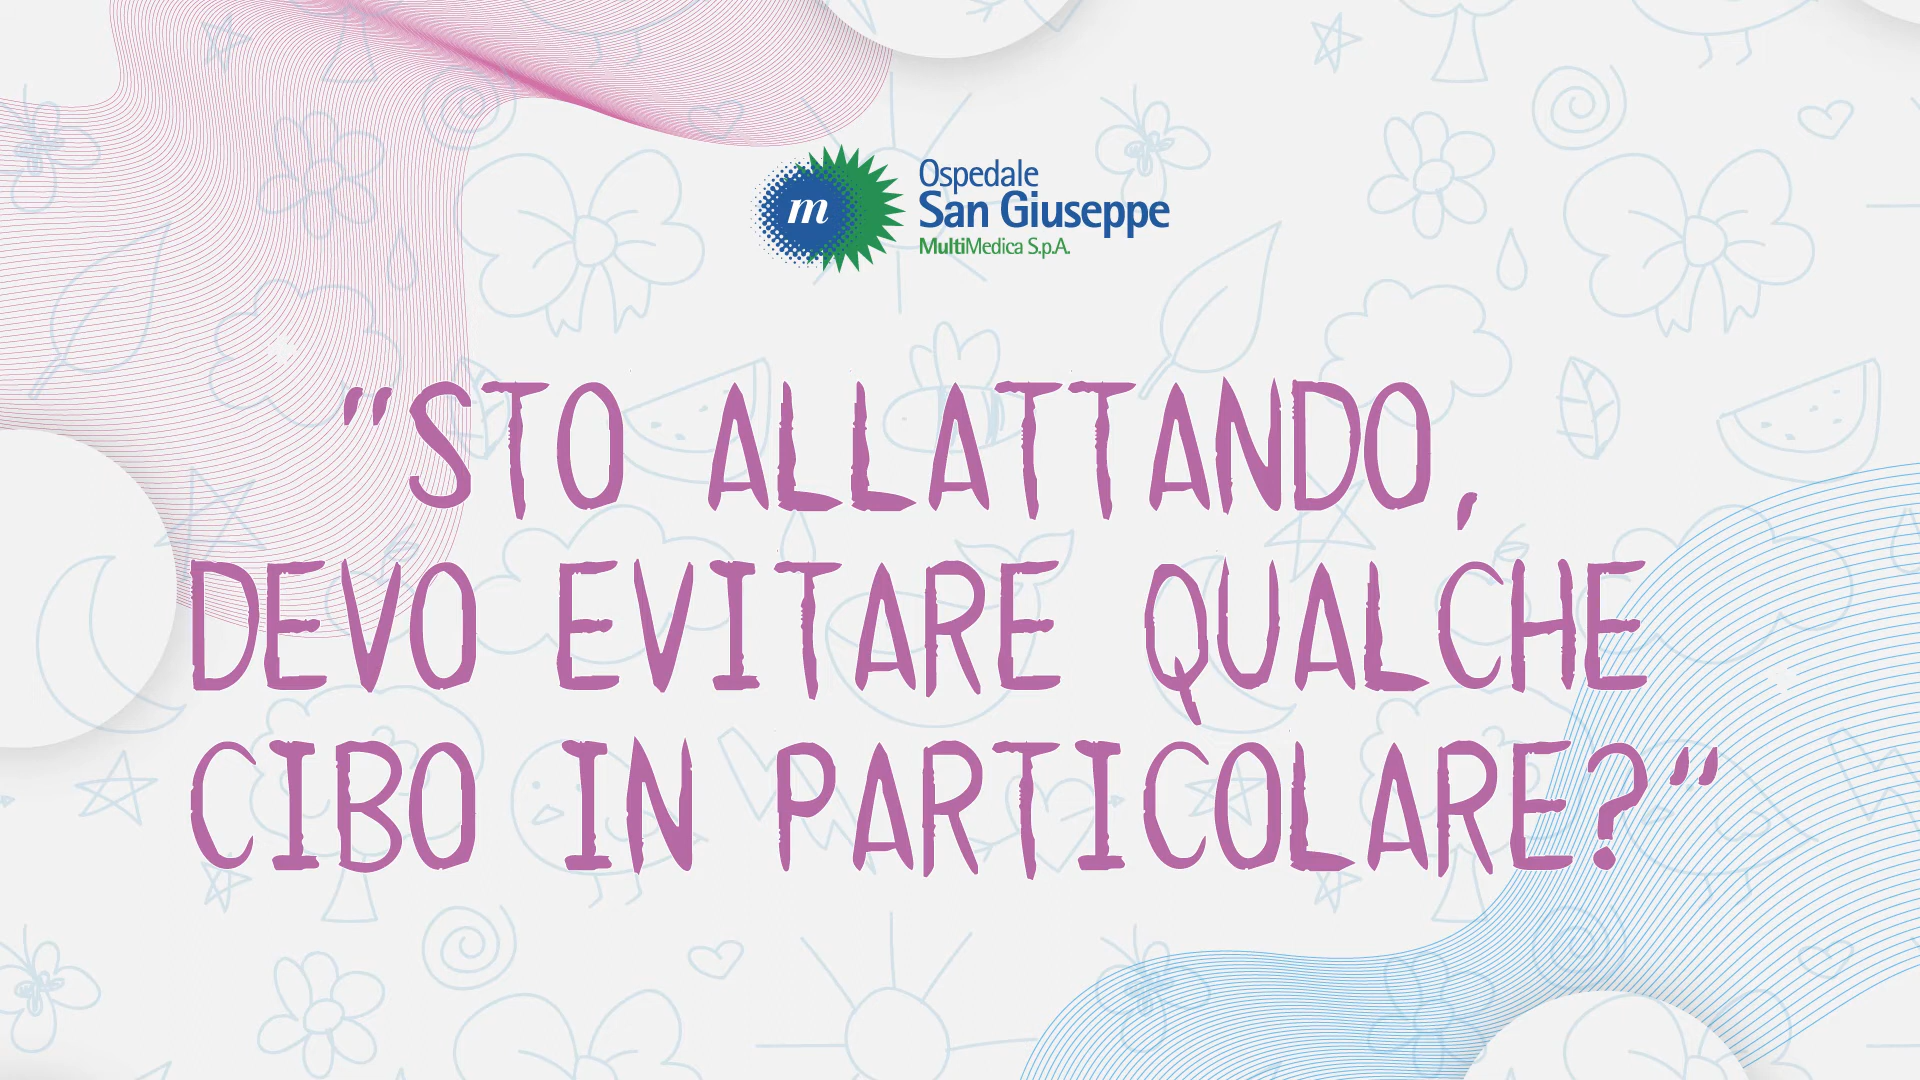 m
Ospedale
San Giuseppe
MultiMedica S.p.A.
"STO ALLATTANDO,
DEVO EVITARE QUALCHE
CIBO IN PARTICOLARE?"